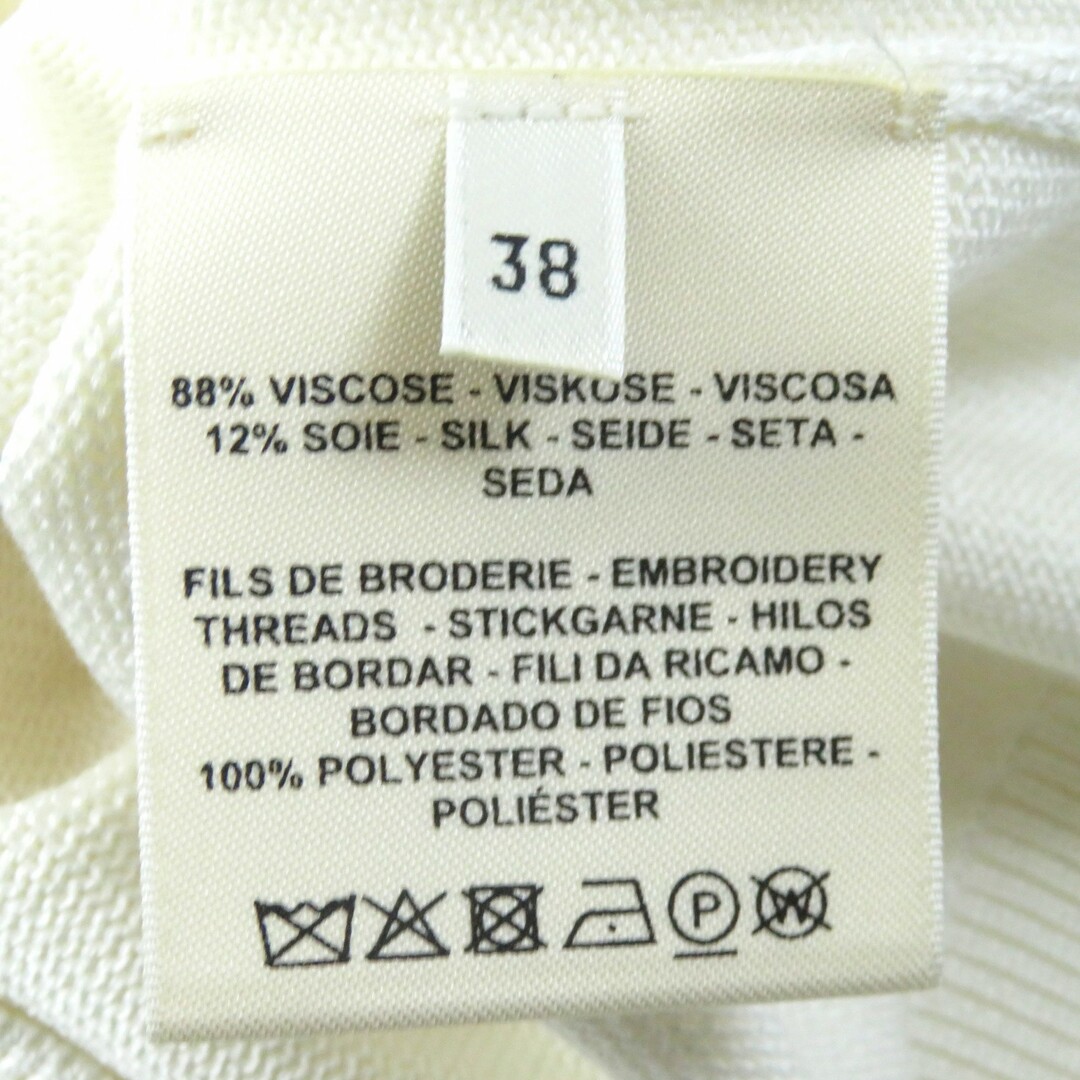 38
88% VISCOSE - VISKOSE - VISCOSA
12% SOIE - SILK - SEIDE - SETA -
SEDA
FILS DE BRODERIE - EMBROIDERY
THREADS - STICKGARNE - HILOS
DE BORDAR - FILI DA RICAMO -
BORDADO DE FIOS
100% POLYESTER - POLIESTERE -
POLIÉSTER
P W